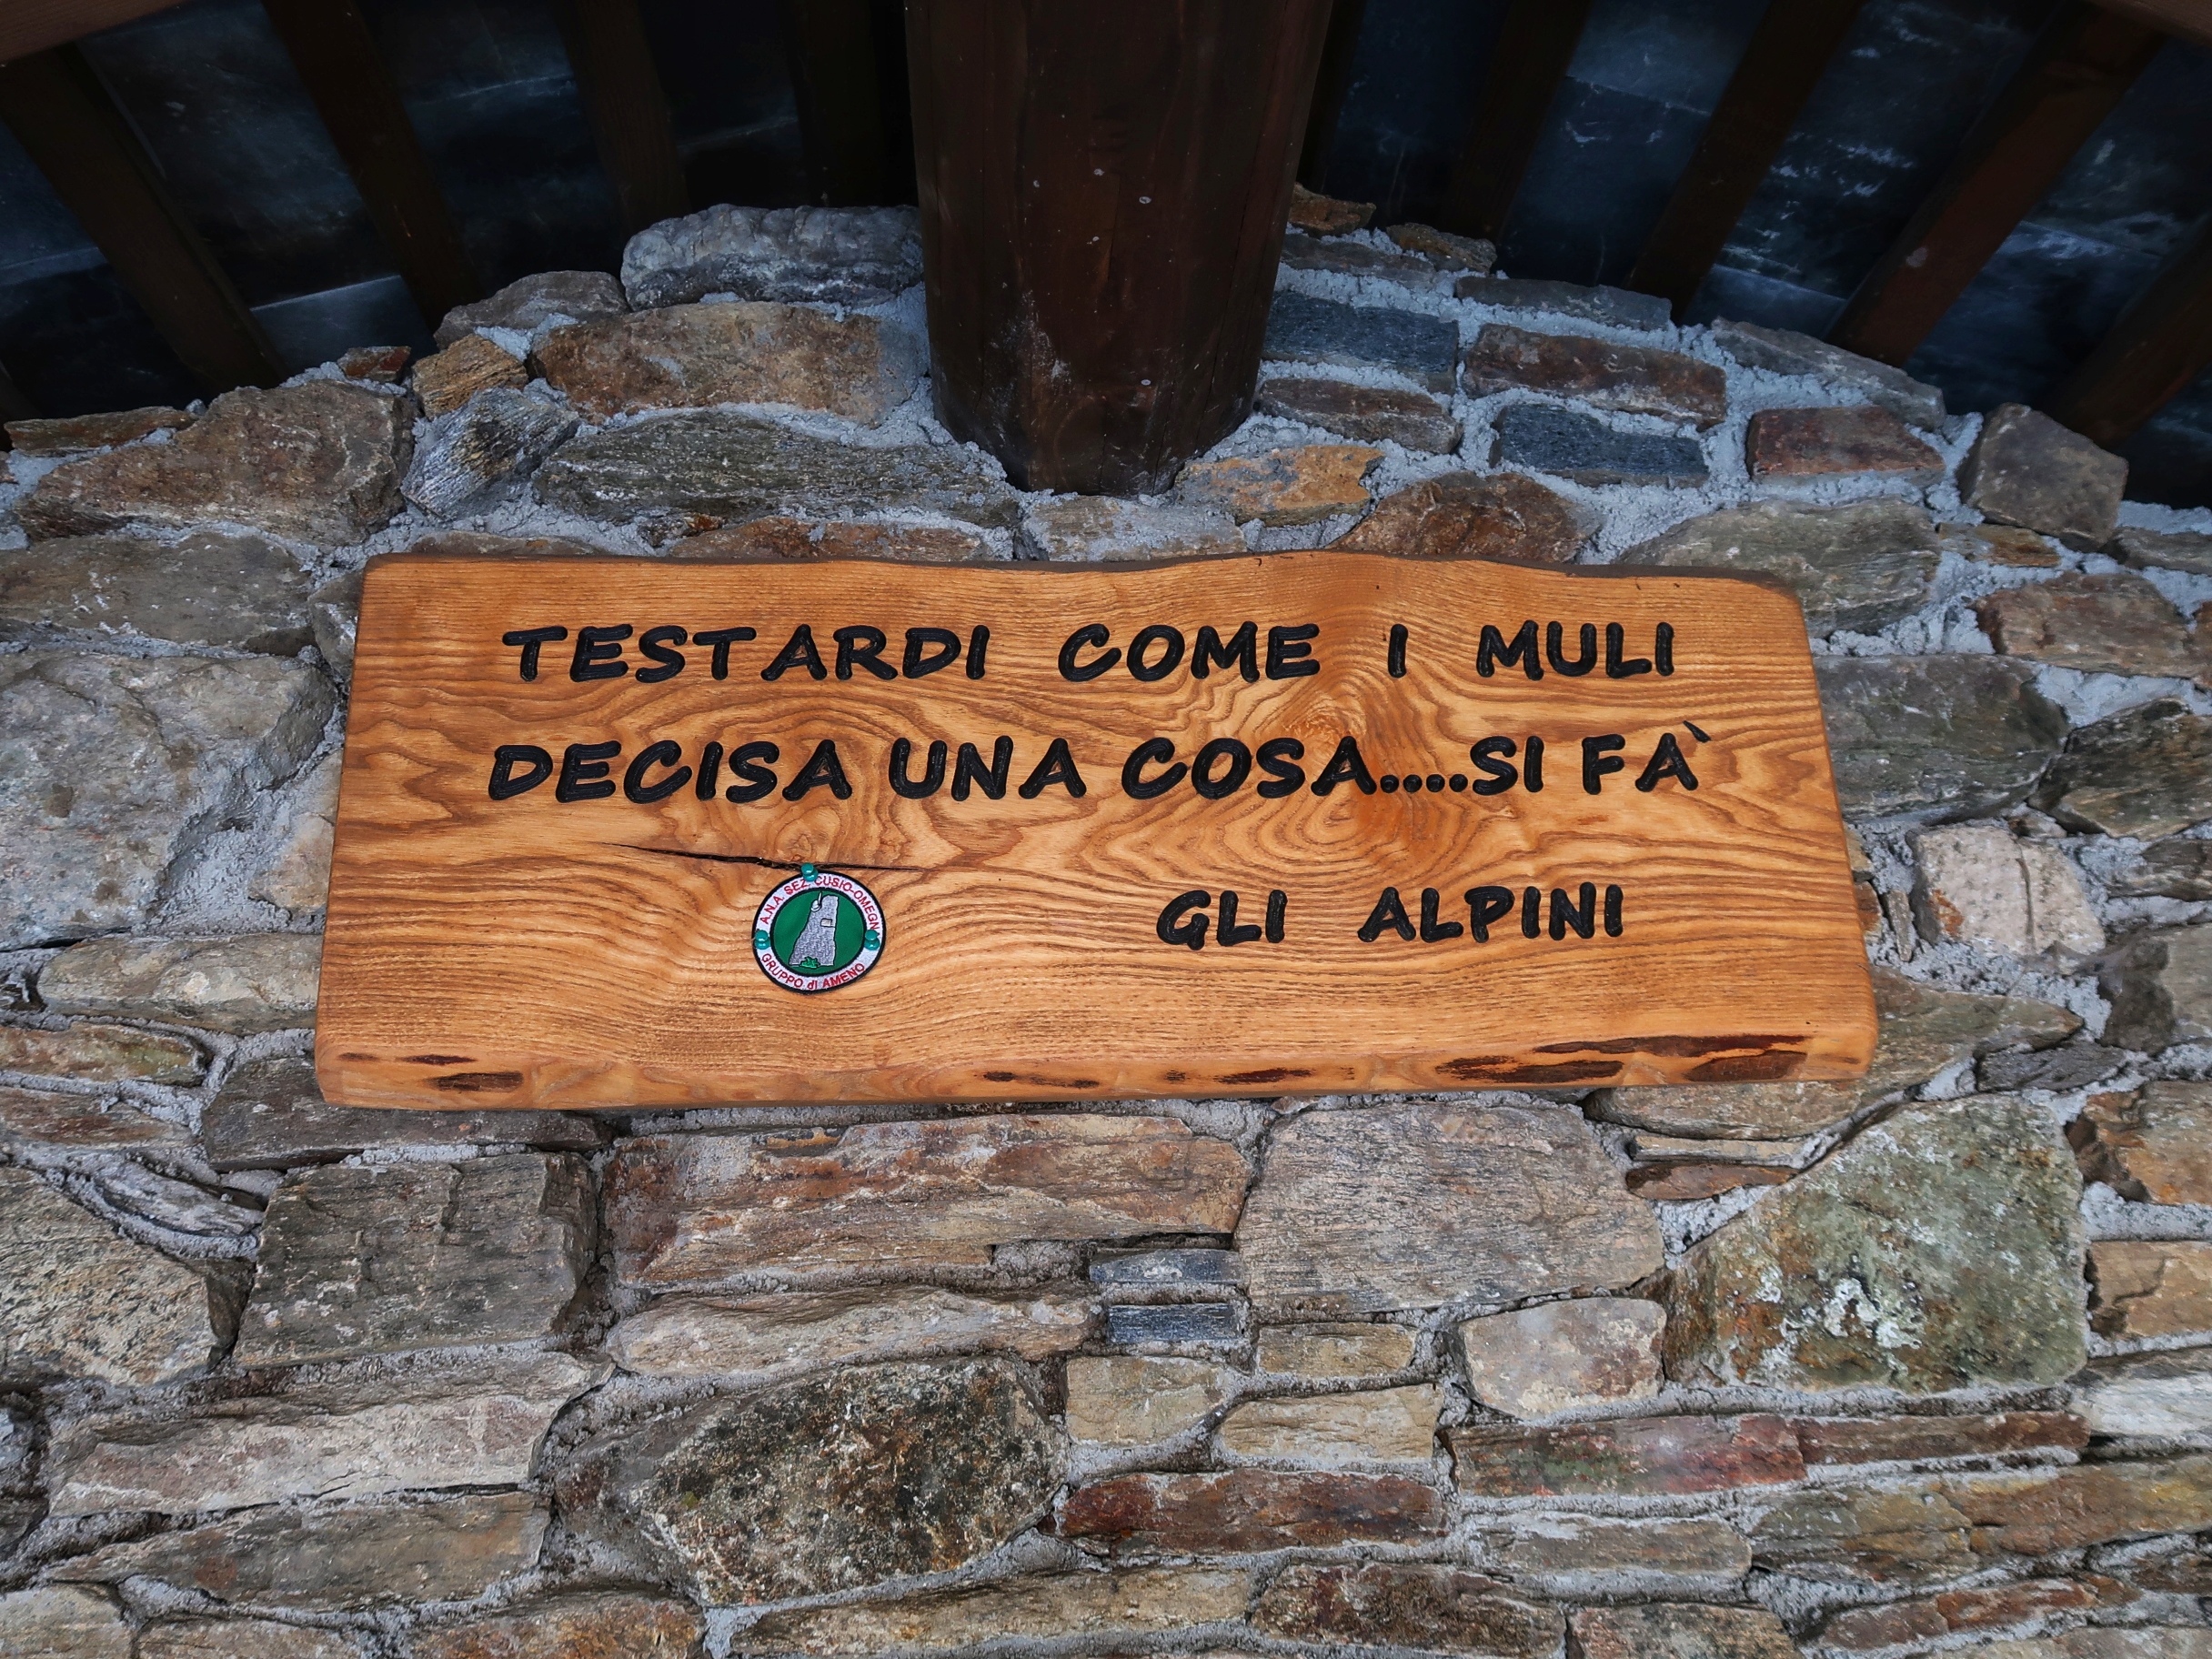 TESTARDI COME I MULI
DECISA UNA COSA....SI FÀ
GLI ALPINI
A.N.A. SEZ. CUSIO-OMEGNA
GRUPPO di AMENO